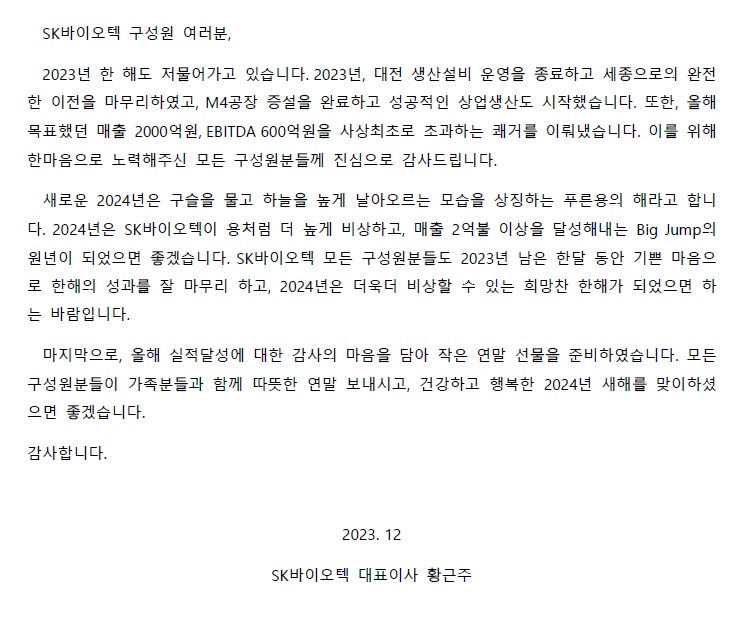 SK바이오텍 구성원 여러분,
2023년 한 해도 저물어가고 있습니다. 2023년, 대전 생산설비 운영을 종료하고 세종으로의 완전
한 이전을 마무리하였고, M4공장 증설을 완료하고 성공적인 상업생산도 시작했습니다. 또한, 올해
목표했던 매출 2000억원, EBITDA 600억원을 사상최초로 초과하는 쾌거를 이뤄냈습니다. 이를 위해
한마음으로 노력해주신 모든 구성원분들께 진심으로 감사드립니다.
새로운 2024년은 구슬을 물고 하늘을 높게 날아오르는 모습을 상징하는 푸른용의 해라고 합니
다. 2024년은 SK바이오텍이 용처럼 더 높게 비상하고, 매출 2억불 이상을 달성해내는 Big Jump의
원년이 되었으면 좋겠습니다. SK바이오텍 모든 구성원분들도 2023년 남은 한달 동안 기쁜 마음으
로 한해의 성과를 잘 마무리 하고, 2024년은 더욱더 비상할 수 있는 희망찬 한해가 되었으면 하
는 바람입니다.
마지막으로, 올해 실적달성에 대한 감사의 마음을 담아 작은 연말 선물을 준비하였습니다. 모든
구성원분들이 가족분들과 함께 따뜻한 연말 보내시고, 건강하고 행복한 2024년 새해를 맞이하셨
으면 좋겠습니다.
감사합니다.
2023. 12
SK바이오텍 대표이사 황근주